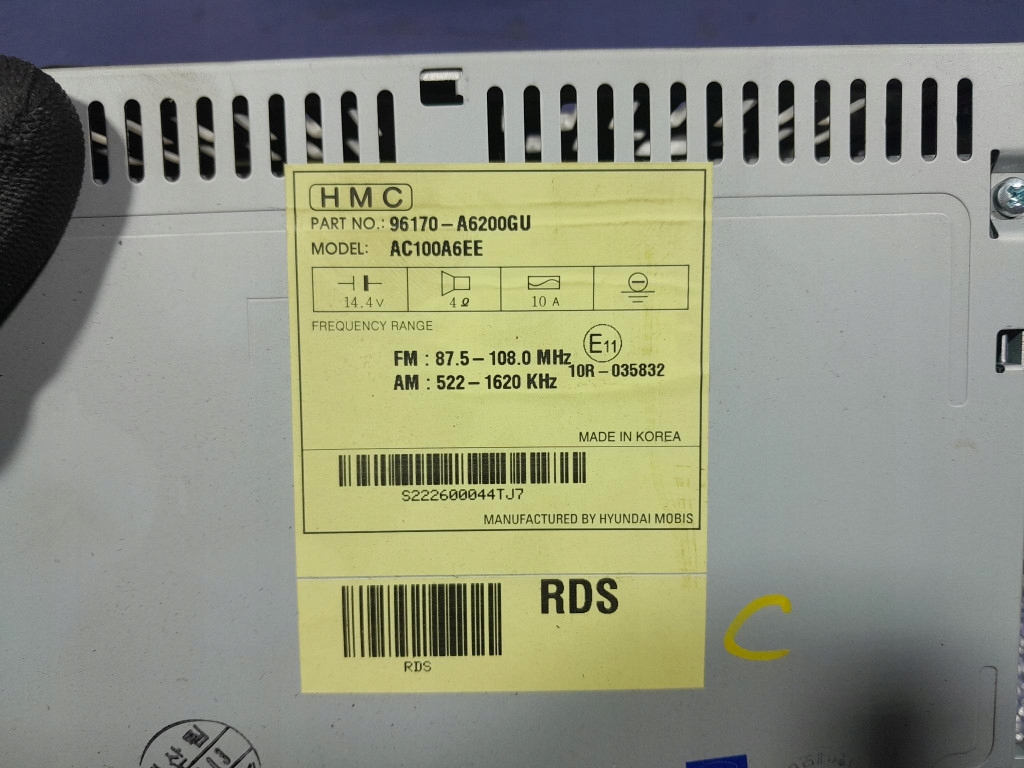 HMC
PART NO.: 96170-A6200GU
MODEL: AC100A6EE
14.4V 4Ω 10 A
FREQUENCY RANGE
FM : 87.5-108.0 MHz
E11
AM : 522-1620 KHz
10R-035832
MADE IN KOREA
S222600044TJ7
MANUFACTURED BY HYUNDAI MOBIS
RDS
RDS
C